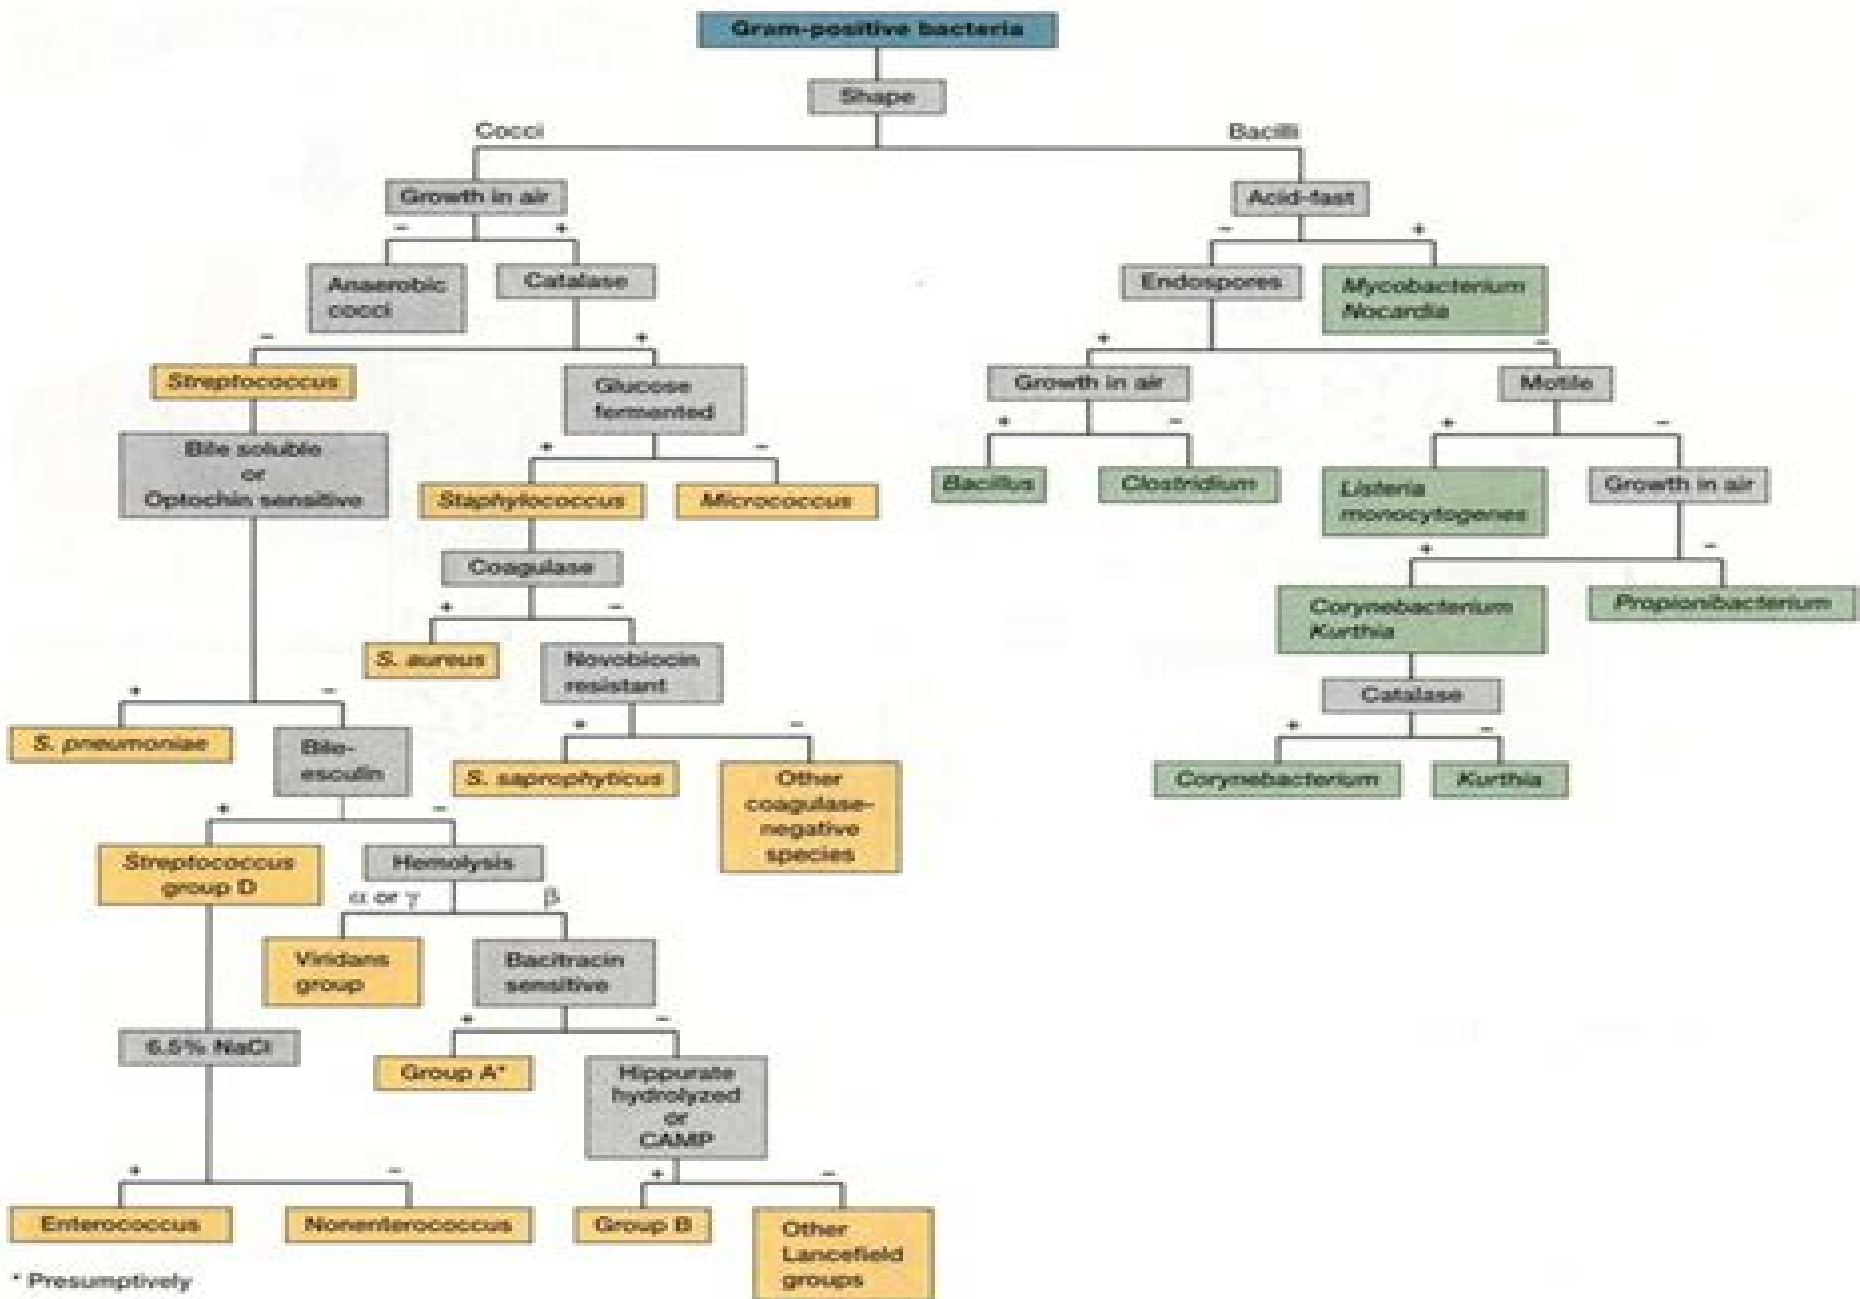 Gram-positive bacteria
Shape
Cocci
Bacilli
Growth in air
Acid-fast
−
+
−
+
Anaerobic
cocci
Catalase
Endospores
Mycobacterium
Nocardia
−
+
+
−
Streptococcus
Glucose
fermented
Growth in air
Motile
+
−
+
−
+
−
Bile soluble
or
Optochin sensitive
Staphylococcus
Micrococcus
Bacillus
Clostridium
Listeria
monocytogenes
Growth in air
Coagulase
+
−
+
−
Corynebacterium
Kurthia
Propionibacterium
S. aureus
Novobiocin
resistant
Catalase
+
−
+
−
+
−
S. pneumoniae
Bile-
esculin
S. saprophyticus
Other
coagulase-
negative
species
Corynebacterium
Kurthia
+
−
Streptococcus
group D
Hemolysis
α or γ
β
Viridans
group
Bacitracin
sensitive
+
−
6.5% NaCl
Group A*
Hippurate
hydrolyzed
or
CAMP
+
−
+
−
Enterococcus
Nonenterococcus
Group B
Other
Lancefield
groups
* Presumptively